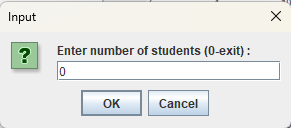 Input
Enter number of students (0-exit) :
0
OK
Cancel